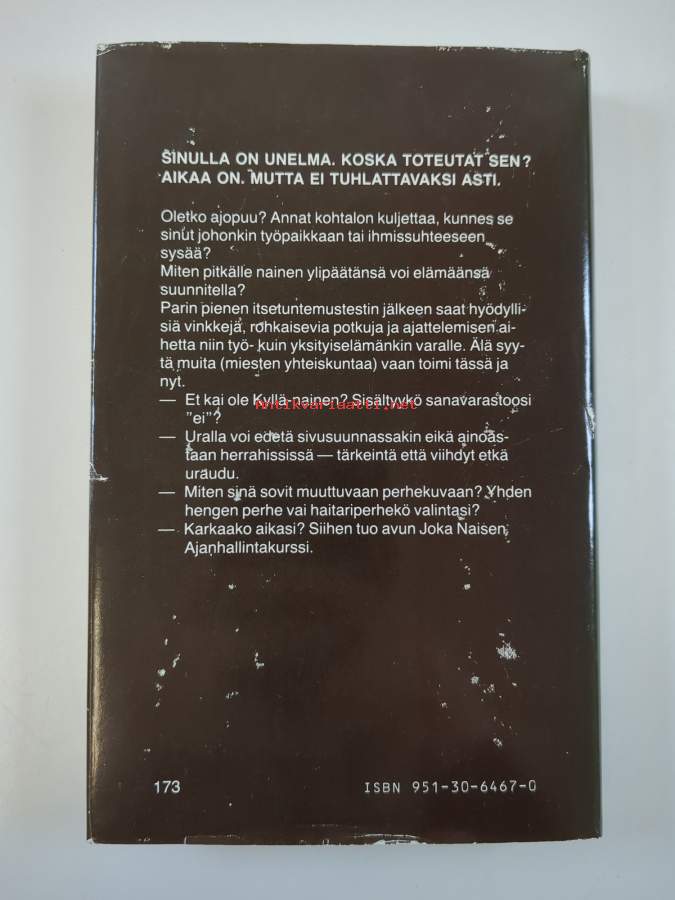 SINULLA ON UNELMA. KOSKA TOTEUTAT SEN?
AIKAA ON. MUTTA EI TUHLATTAVAKSI ASTI.
Oletko ajopuu? Annat kohtalon kuljettaa, kunnes se
sinut johonkin työpaikkaan tai ihmissuhteeseen
sysää?
Miten pitkälle nainen ylipäätänsä voi elämäänsä
suunnitella?
Parin pienen itsetuntemustestin jälkeen saat hyödylli-
siä vinkkejä, rohkaisevia potkuja ja ajattelemisen ai-
hetta niin työ- kuin yksityiselämänkin varalle. Älä syy-
tä muita (miesten yhteiskuntaa) vaan toimi tässä ja
nyt.
— Et kai ole Kyllä-nainen? Sisältyykö sanavarastoosi
"ei"?
Antikvariaatti.net
— Uralla voi edetä sivusuunnassakin eikä ainoas-
taan herrahississä — tärkeintä että viihdyt etkä
uraudu.
— Miten sinä sovit muuttuvaan perhekuvaan? Yhden
hengen perhe vai haitariperhekö valintasi?
— Karkaako aikasi? Siihen tuo avun Joka Naisen
Ajanhallintakurssi.
173
ISBN 951-30-6467-0